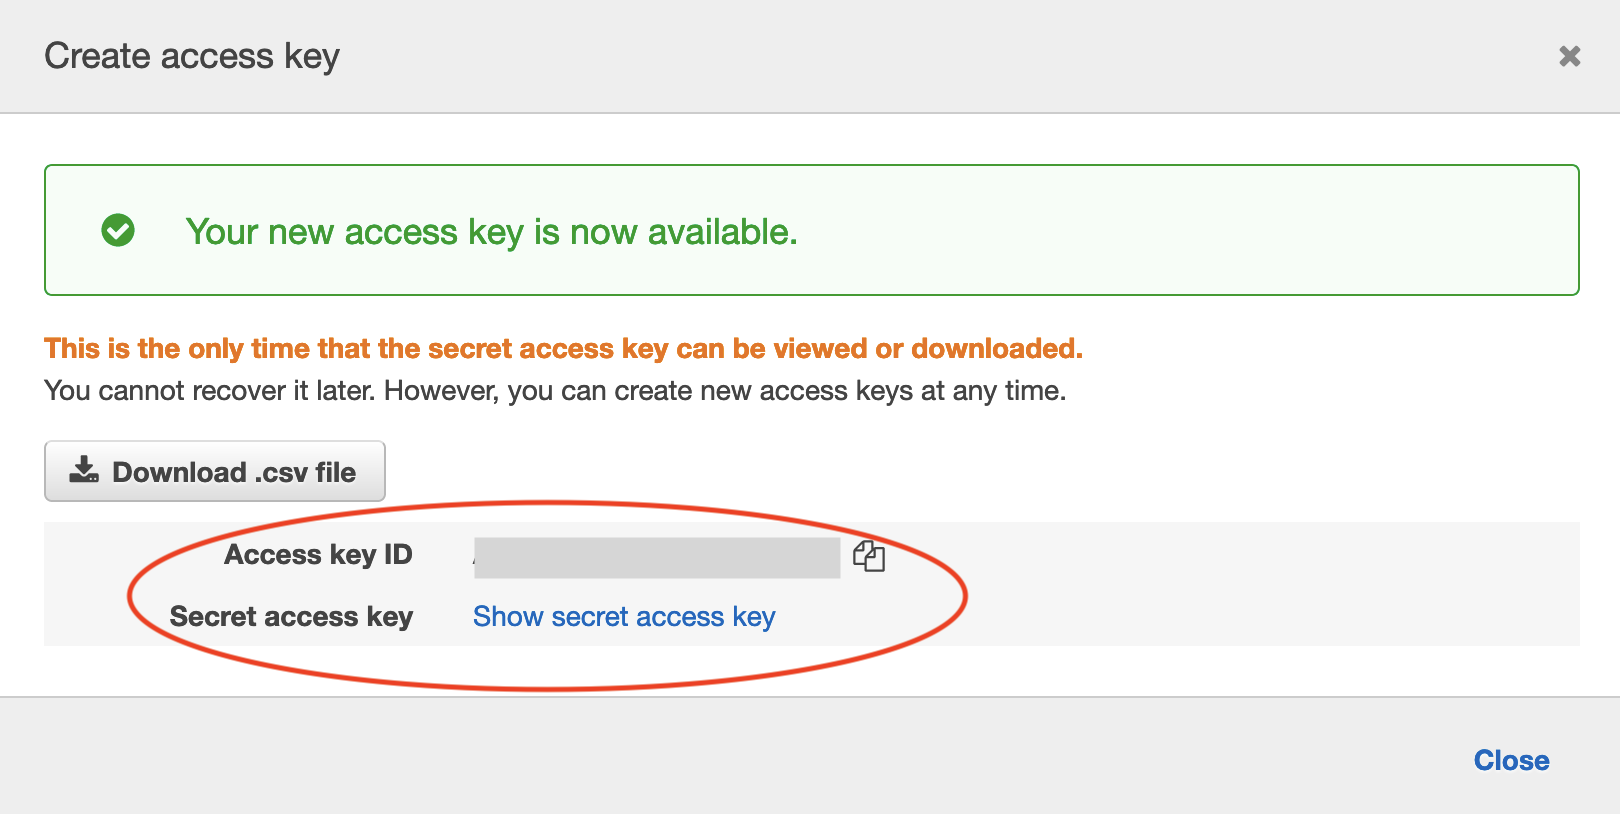 Create access key
Your new access key is now available.
This is the only time that the secret access key can be viewed or downloaded.
You cannot recover it later. However, you can create new access keys at any time.
Download .csv file
Access key ID
Secret access key Show secret access key
Close